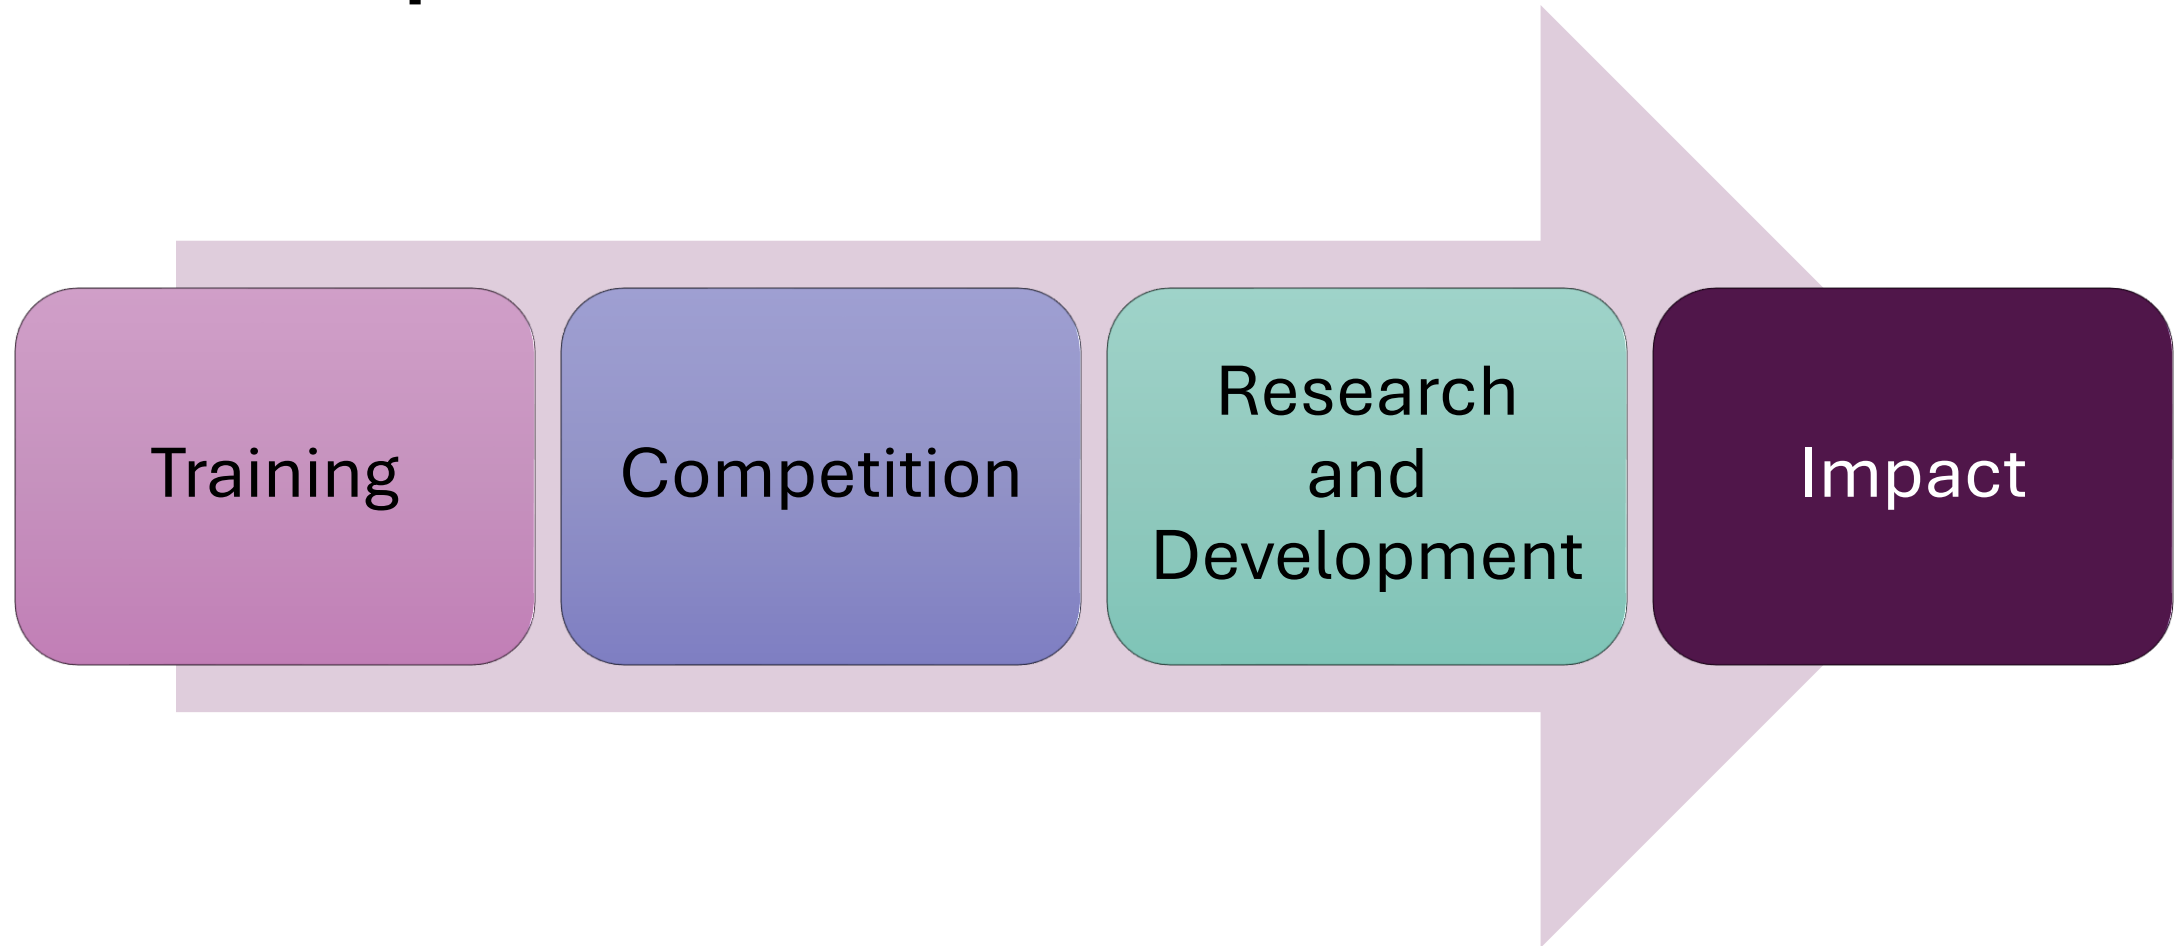 Training
Competition
Research
and
Development
Impact